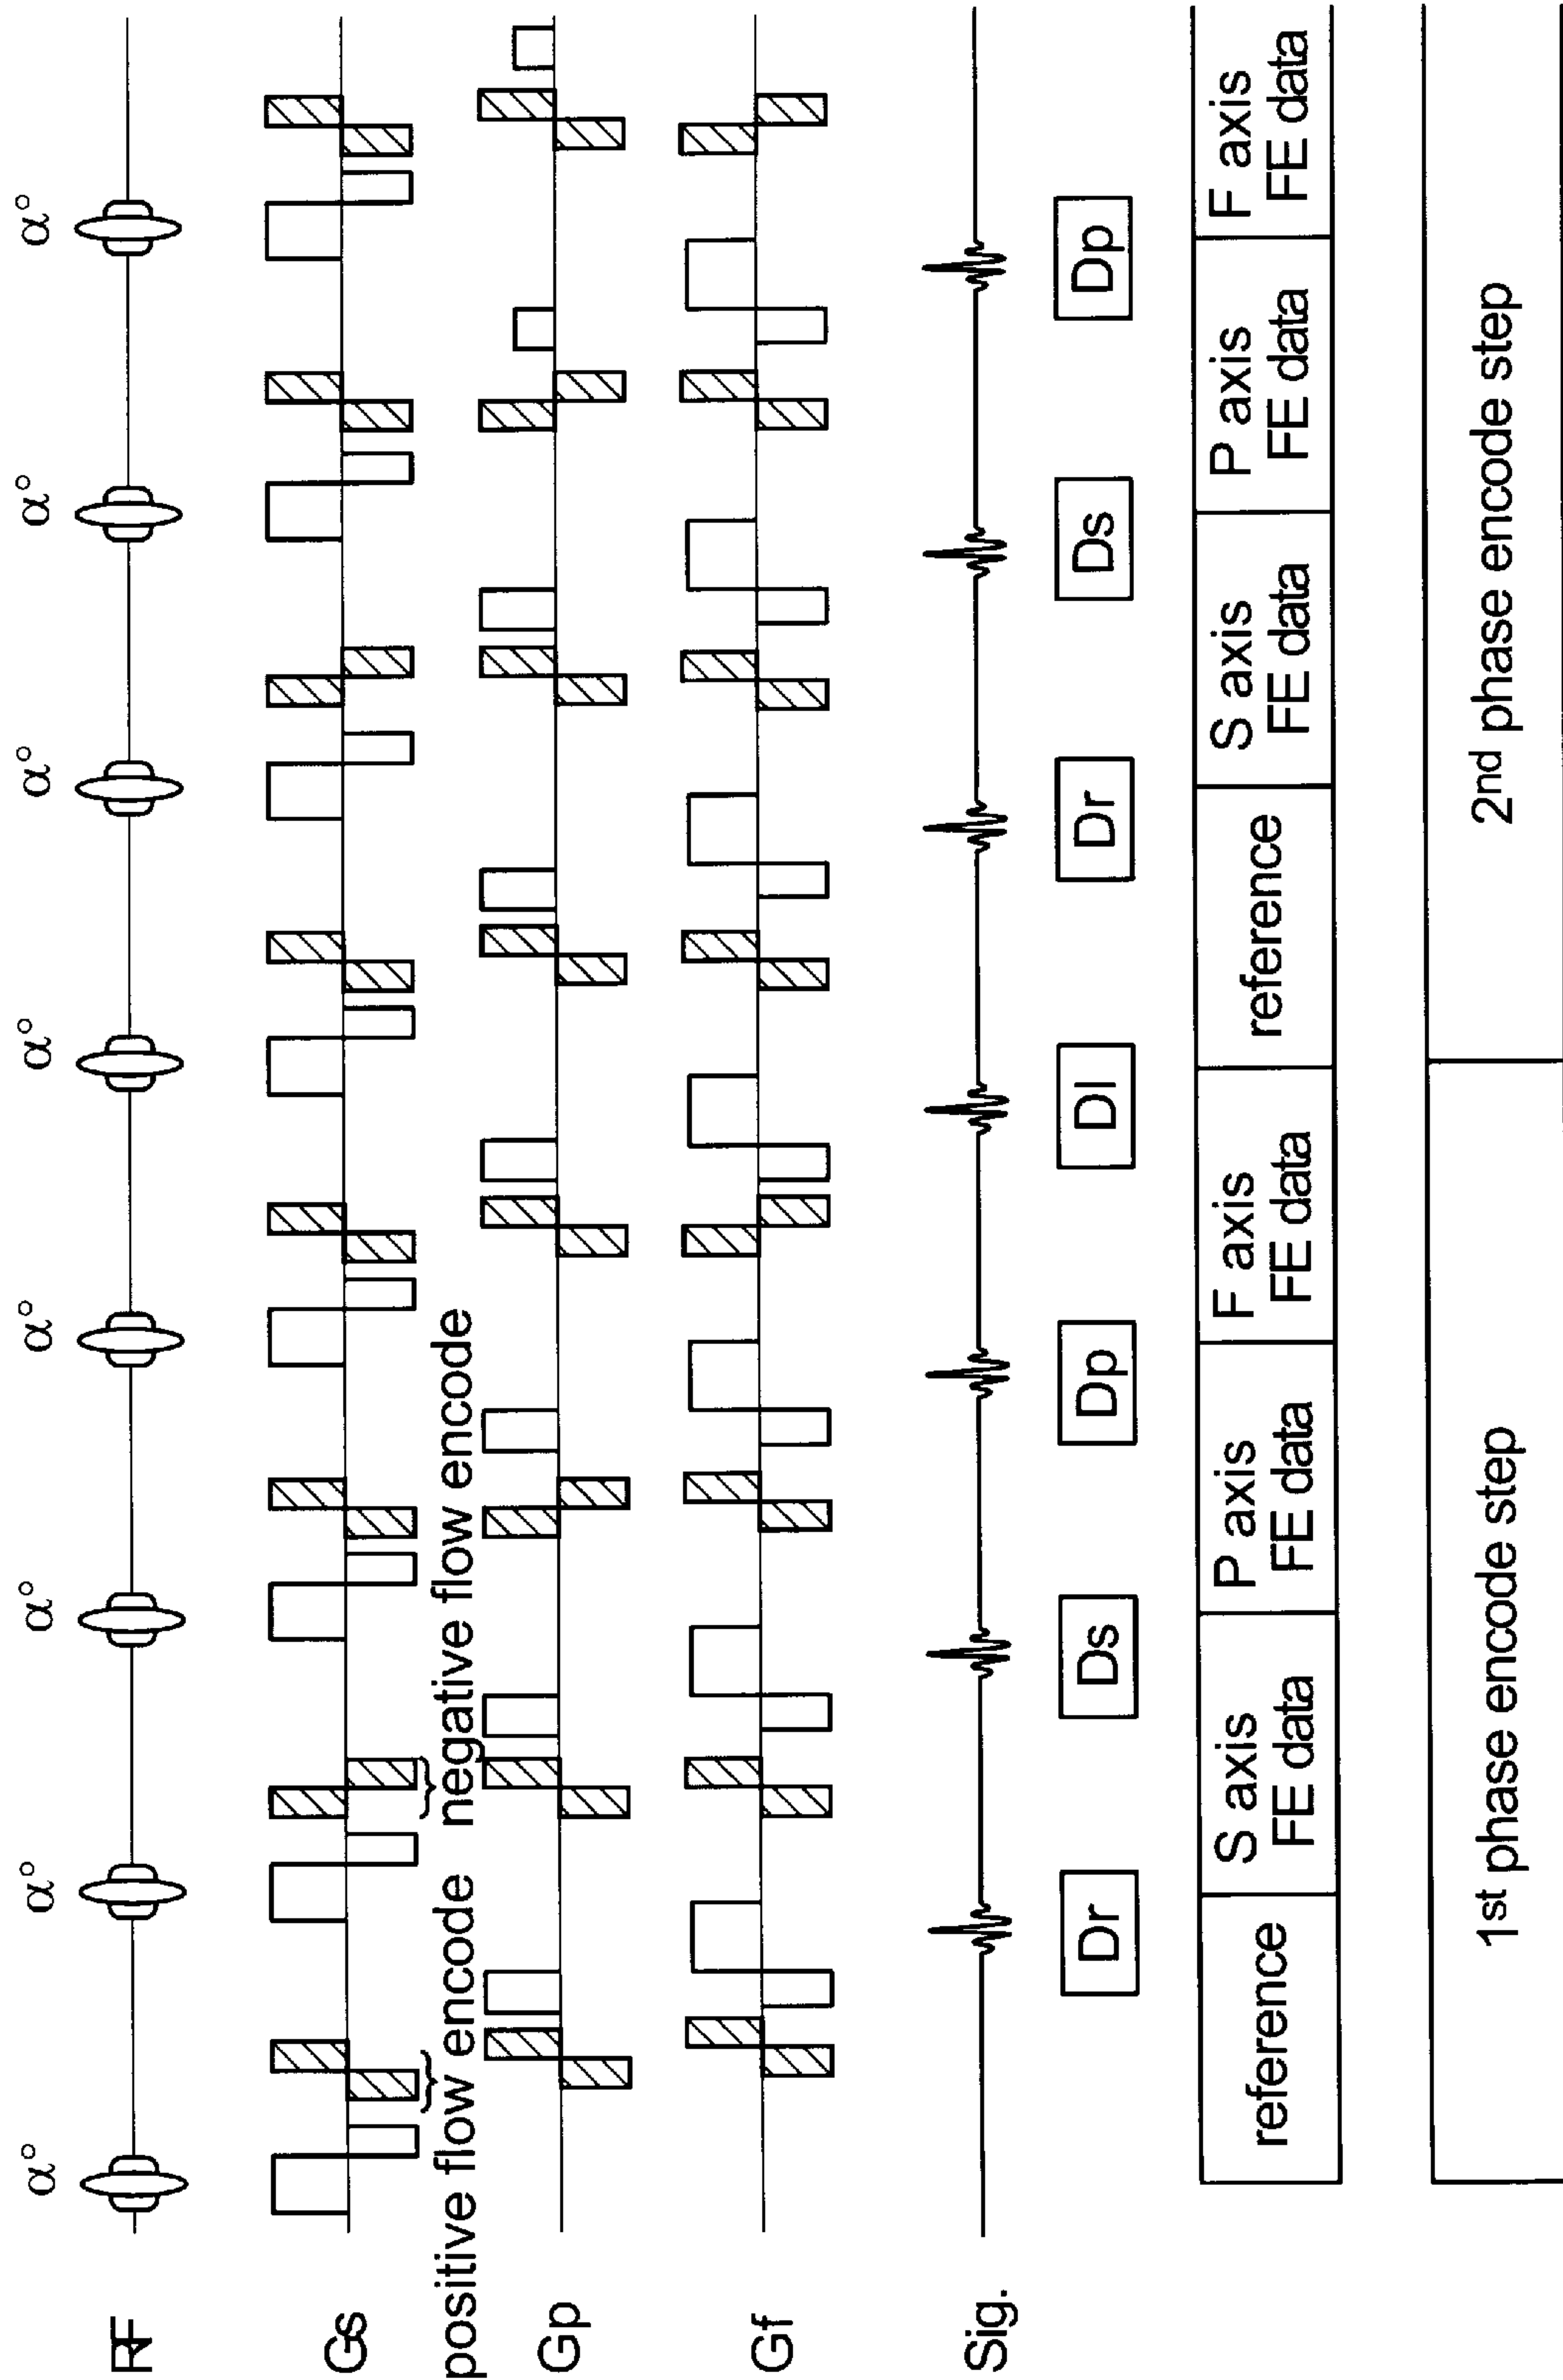 RF
α° α° α° α° α° α° α° α°
Gs
positive flow encode negative flow encode
Gp
Gf
Sig.
Dr Ds Dp Dl Dr Ds Dp
reference
S axis
FE data
P axis
FE data
F axis
FE data
reference
S axis
FE data
P axis
FE data
F axis
FE data
1st phase encode step
2nd phase encode step